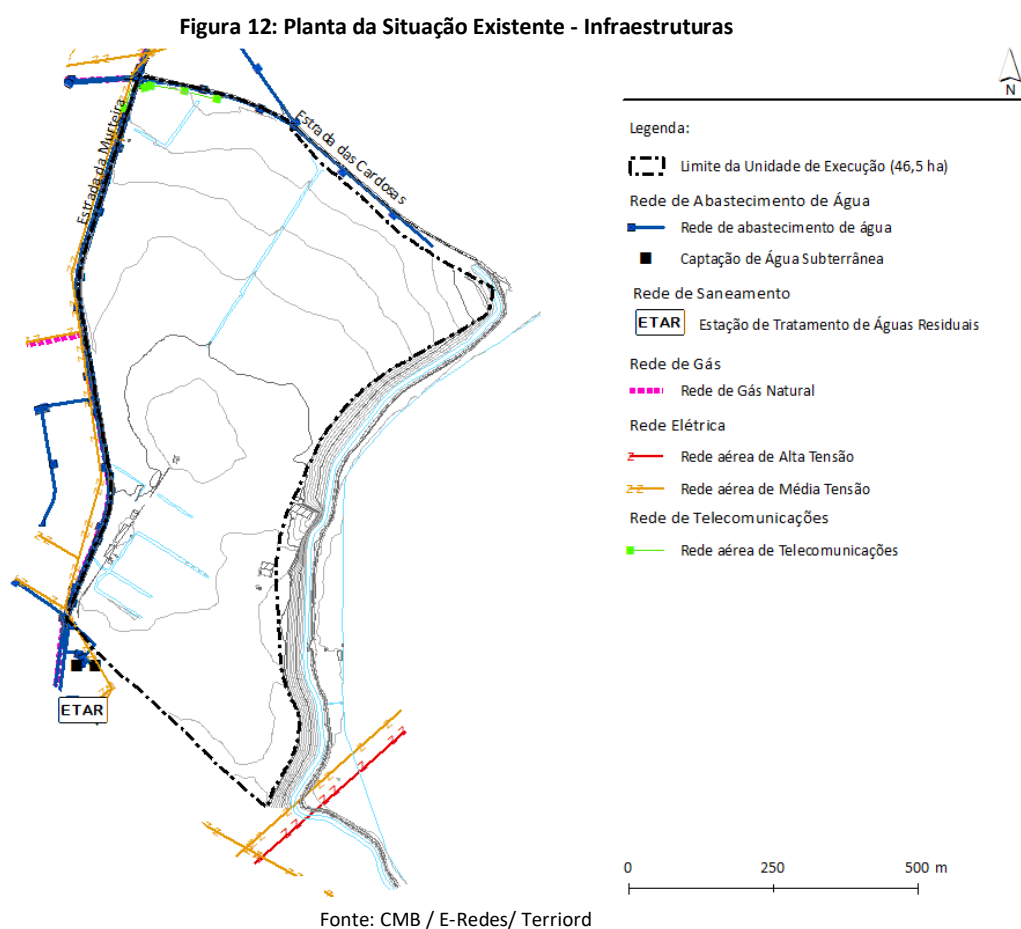 Figura 12: Planta da Situação Existente - Infraestruturas
N
Estrada da Murteira
Estrada das Cardosas
ETAR
Legenda:
Limite da Unidade de Execução (46,5 ha)
Rede de Abastecimento de Água
Rede de abastecimento de água
Captação de Água Subterrânea
Rede de Saneamento
ETAR Estação de Tratamento de Águas Residuais
Rede de Gás
Rede de Gás Natural
Rede Elétrica
Rede aérea de Alta Tensão
Rede aérea de Média Tensão
Rede de Telecomunicações
Rede aérea de Telecomunicações
0 250 500 m
Fonte: CMB / E-Redes/ Terriord